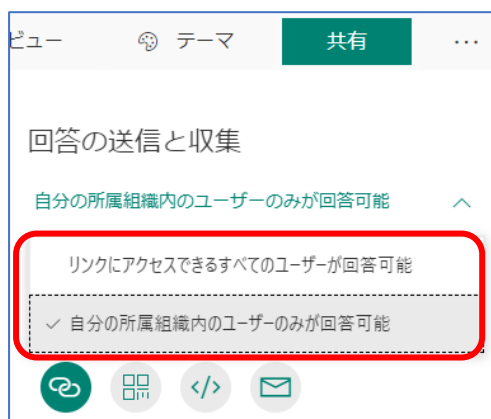 ビュー テーマ 共有 ...
回答の送信と収集
自分の所属組織内のユーザーのみが回答可能
リンクにアクセスできるすべてのユーザーが回答可能
自分の所属組織内のユーザーのみが回答可能